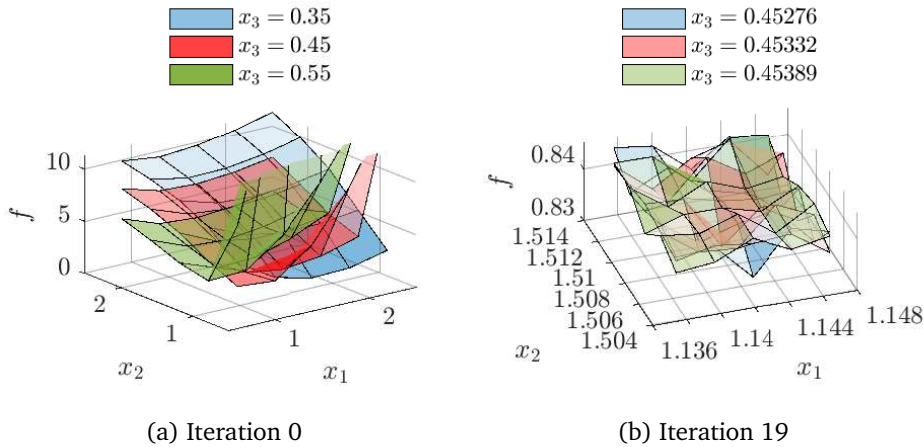 x₃ = 0.35
x₃ = 0.45
x₃ = 0.55
10
5
0
f
2
1
x₂
1
2
x₁
(a) Iteration 0
x₃ = 0.45276
x₃ = 0.45332
x₃ = 0.45389
0.84
0.83
f
1.514
1.512
1.51
1.508
1.506
1.504
x₂
1.136
1.14
1.144
1.148
x₁
(b) Iteration 19